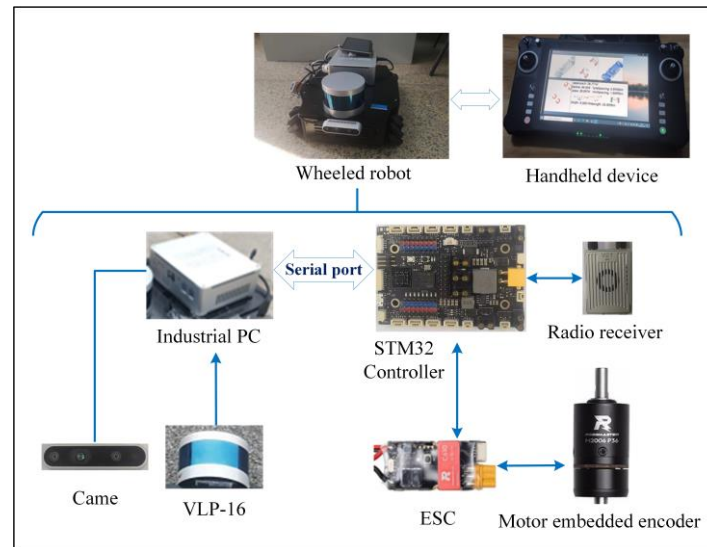 Wheeled robot
Handheld device
Serial port
Industrial PC
STM32
Controller
Radio receiver
Came
VLP-16
ESC
Motor embedded encoder